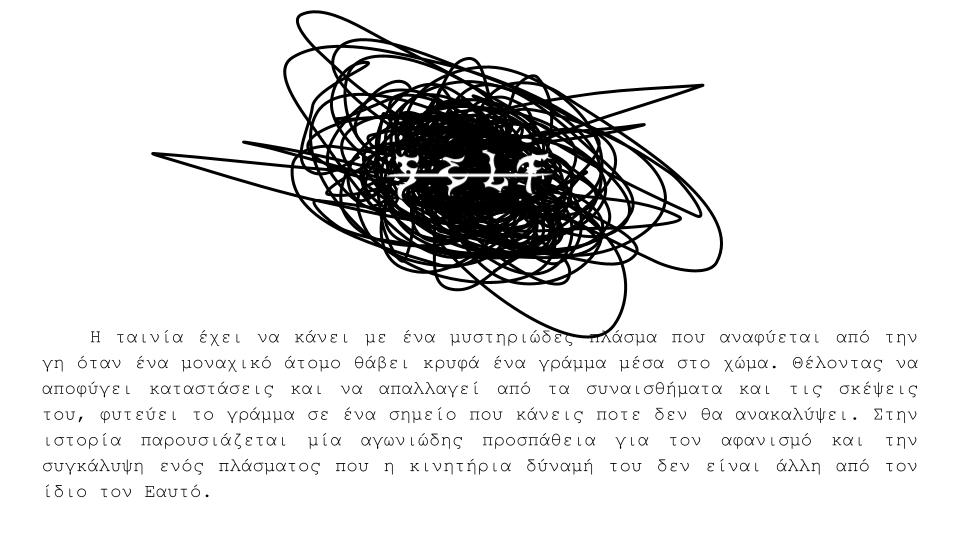 SELF
Η ταινία έχει να κάνει με ένα μυστηριώδες πλάσμα που αναφύεται από την
γη όταν ένα μοναχικό άτομο θάβει κρυφά ένα γράμμα μέσα στο χώμα. Θέλοντας να
αποφύγει καταστάσεις και να απαλλαγεί από τα συναισθήματα και τις σκέψεις
του, φυτεύει το γράμμα σε ένα σημείο που κάνεις ποτε δεν θα ανακαλύψει. Στην
ιστορία παρουσιάζεται μία αγωνιώδης προσπάθεια για τον αφανισμό και την
συγκάλυψη ενός πλάσματος που η κινητήρια δύναμή του δεν είναι άλλη από τον
ίδιο τον Εαυτό.